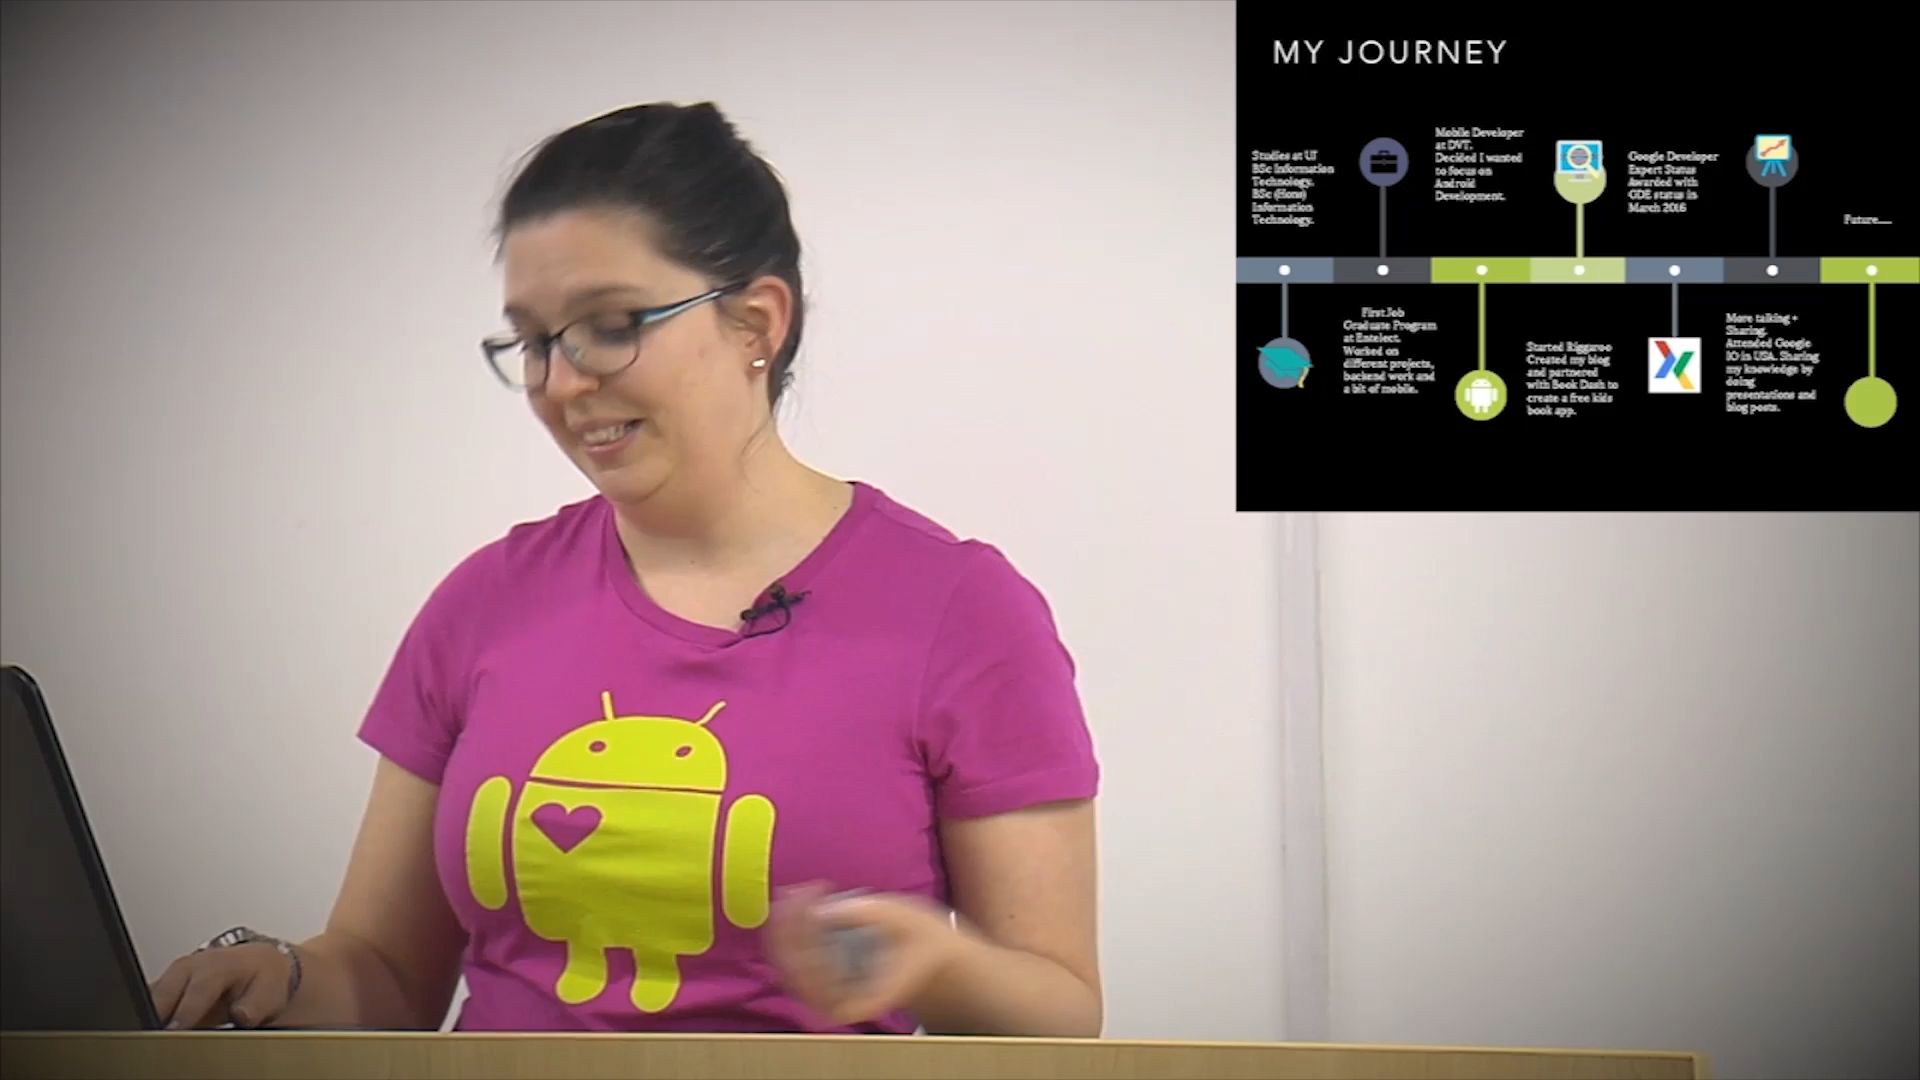 MY JOURNEY
Studies at UJ
BSc Information
Technology.
BSc (Hons)
Information
Technology.
First Job
Graduate Program
at Entelect.
Worked on
different projects,
backend work and
a bit of mobile.
Mobile Developer
at DVT.
Decided I wanted
to focus on
Android
Development.
Started Riggaroo
Created my blog
and partnered
with Book Dash to
create a free kids
book app.
Google Developer
Expert Status
Awarded with
GDE status in
March 2016
More talking +
Sharing.
Attended Google
IO in USA. Sharing
my knowledge by
doing
presentations and
blog posts.
Future.....